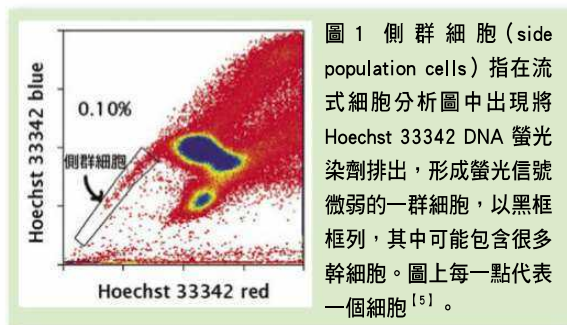 Hoechst 33342 blue
0.10%
側群細胞
Hoechst 33342 red
圖 1 側 群 細 胞 (side
population cells) 指在流
式細胞分析圖中出現將
Hoechst 33342 DNA 螢光
染劑排出，形成螢光信號
微弱的一群細胞，以黑框
框列，其中可能包含很多
幹細胞。圖上每一點代表
一個細胞【5】。